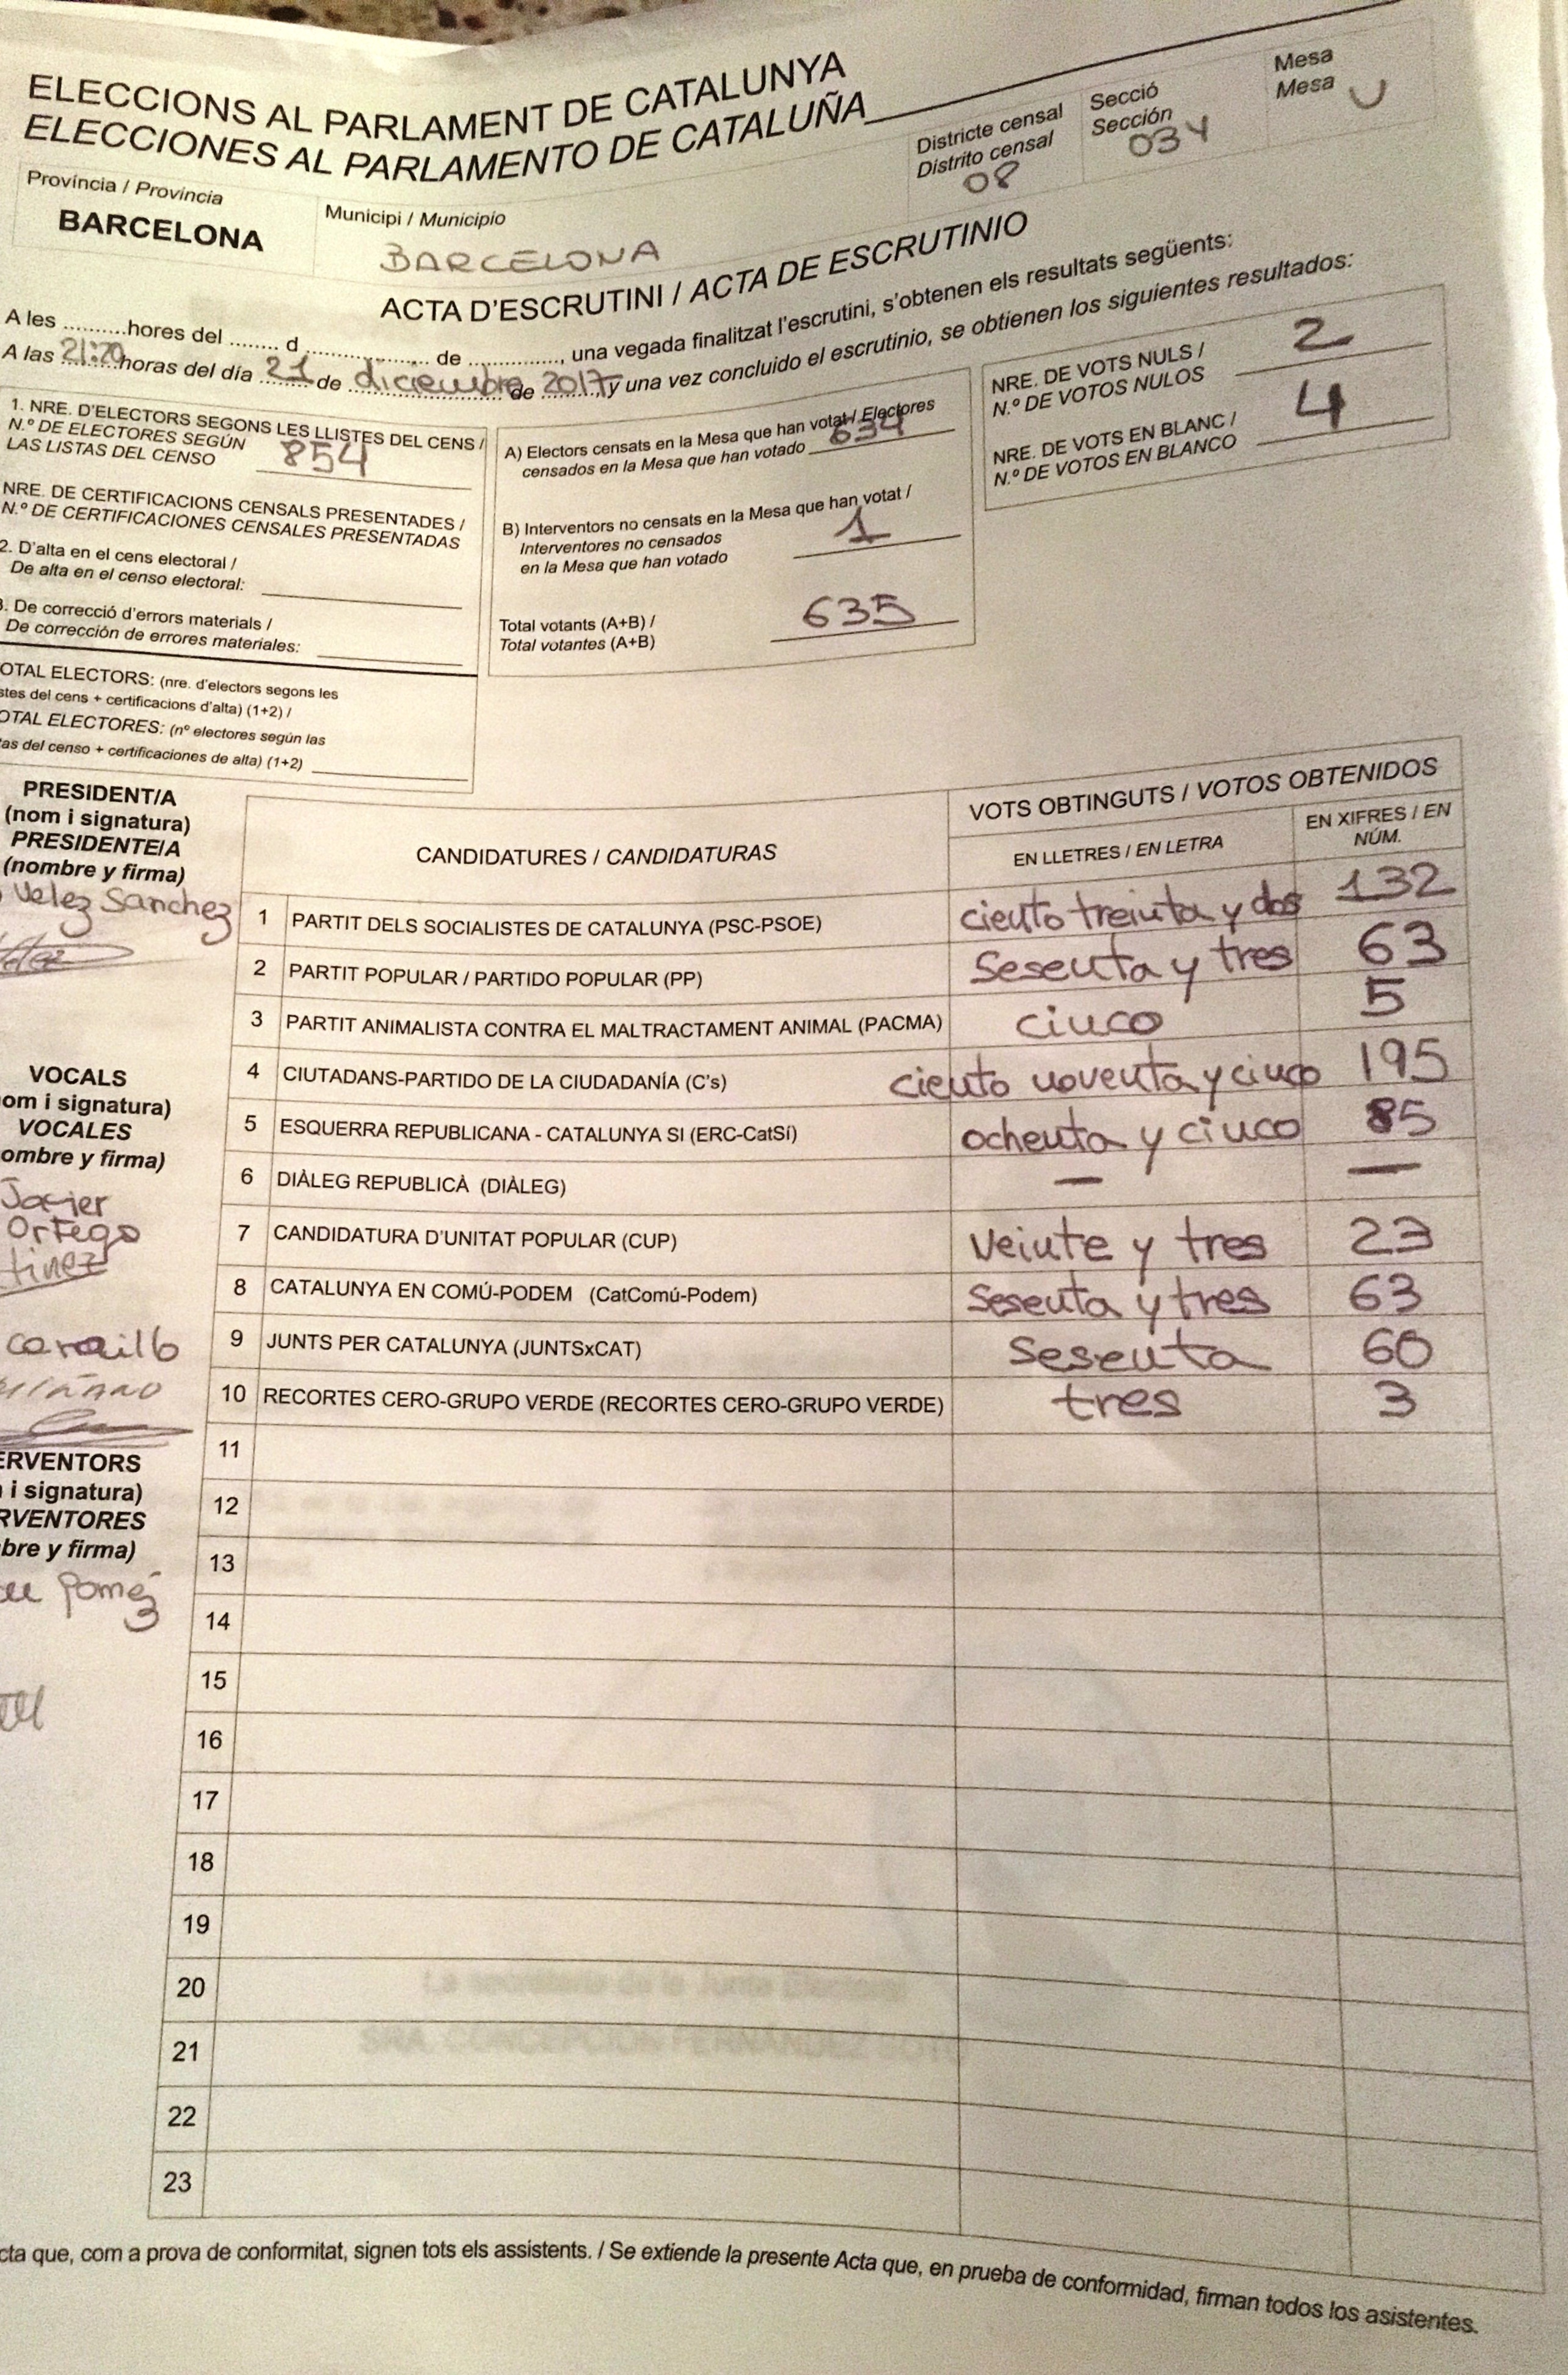 ELECCIONS AL PARLAMENT DE CATALUNYA
ELECCIONES AL PARLAMENTO DE CATALUÑA
Districte censal
Distrito censal
08
Secció
Sección
034
Mesa
Mesa
U
Província / Provincia
BARCELONA
Municipi / Municipio
BARCELONA
ACTA D'ESCRUTINI / ACTA DE ESCRUTINIO
A les ..........hores del ........ d .................... de ..............., una vegada finalitzat l'escrutini, s'obtenen els resultats següents:
A las 21:20 horas del día 21 de diciembre de 2017, y una vez concluido el escrutinio, se obtienen los siguientes resultados:
1. NRE. D'ELECTORS SEGONS LES LLISTES DEL CENS /
N.º DE ELECTORES SEGÚN
LAS LISTAS DEL CENSO 854
NRE. DE CERTIFICACIONS CENSALS PRESENTADES /
N.º DE CERTIFICACIONES CENSALES PRESENTADAS
2. D'alta en el cens electoral /
De alta en el censo electoral:
3. De correcció d'errors materials /
De corrección de errores materiales:
OTAL ELECTORS: (nre. d'electors segons les
stes del cens + certificacions d'alta) (1+2) /
OTAL ELECTORES: (nº electores según las
tas del censo + certificaciones de alta) (1+2)
A) Electors censats en la Mesa que han votat / Electores
censados en la Mesa que han votado 634
B) Interventors no censats en la Mesa que han votat /
Interventores no censados
en la Mesa que han votado 1
Total votants (A+B) /
Total votantes (A+B) 635
NRE. DE VOTS NULS /
N.º DE VOTOS NULOS 2
NRE. DE VOTS EN BLANC /
N.º DE VOTOS EN BLANCO 4
PRESIDENT/A
(nom i signatura)
PRESIDENTE/A
(nombre y firma)
Velez Sanchez
VOCALS
om i signatura)
VOCALES
ombre y firma)
Javier
Ortego
tinez
ERVENTORS
i signatura)
RVENTORES
bre y firma)
CANDIDATURES / CANDIDATURAS
VOTS OBTINGUTS / VOTOS OBTENIDOS
EN LLETRES / EN LETRA
EN XIFRES / EN
NÚM.
1 PARTIT DELS SOCIALISTES DE CATALUNYA (PSC-PSOE) ciento treinta y dos 132
2 PARTIT POPULAR / PARTIDO POPULAR (PP) Sesenta y tres 63
3 PARTIT ANIMALISTA CONTRA EL MALTRACTAMENT ANIMAL (PACMA) cinco 5
4 CIUTADANS-PARTIDO DE LA CIUDADANÍA (C's) ciento noventa y cinco 195
5 ESQUERRA REPUBLICANA - CATALUNYA SI (ERC-CatSí) ochenta y cinco 85
6 DIÀLEG REPUBLICÀ (DIÀLEG) — —
7 CANDIDATURA D'UNITAT POPULAR (CUP) Veinte y tres 23
8 CATALUNYA EN COMÚ-PODEM (CatComú-Podem) Sesenta y tres 63
9 JUNTS PER CATALUNYA (JUNTSxCAT) Sesenta 60
10 RECORTES CERO-GRUPO VERDE (RECORTES CERO-GRUPO VERDE) tres 3
11
12
13
14
15
16
17
18
19
20
21
22
23
cta que, com a prova de conformitat, signen tots els assistents. / Se extiende la presente Acta que, en prueba de conformidad, firman todos los asistentes.